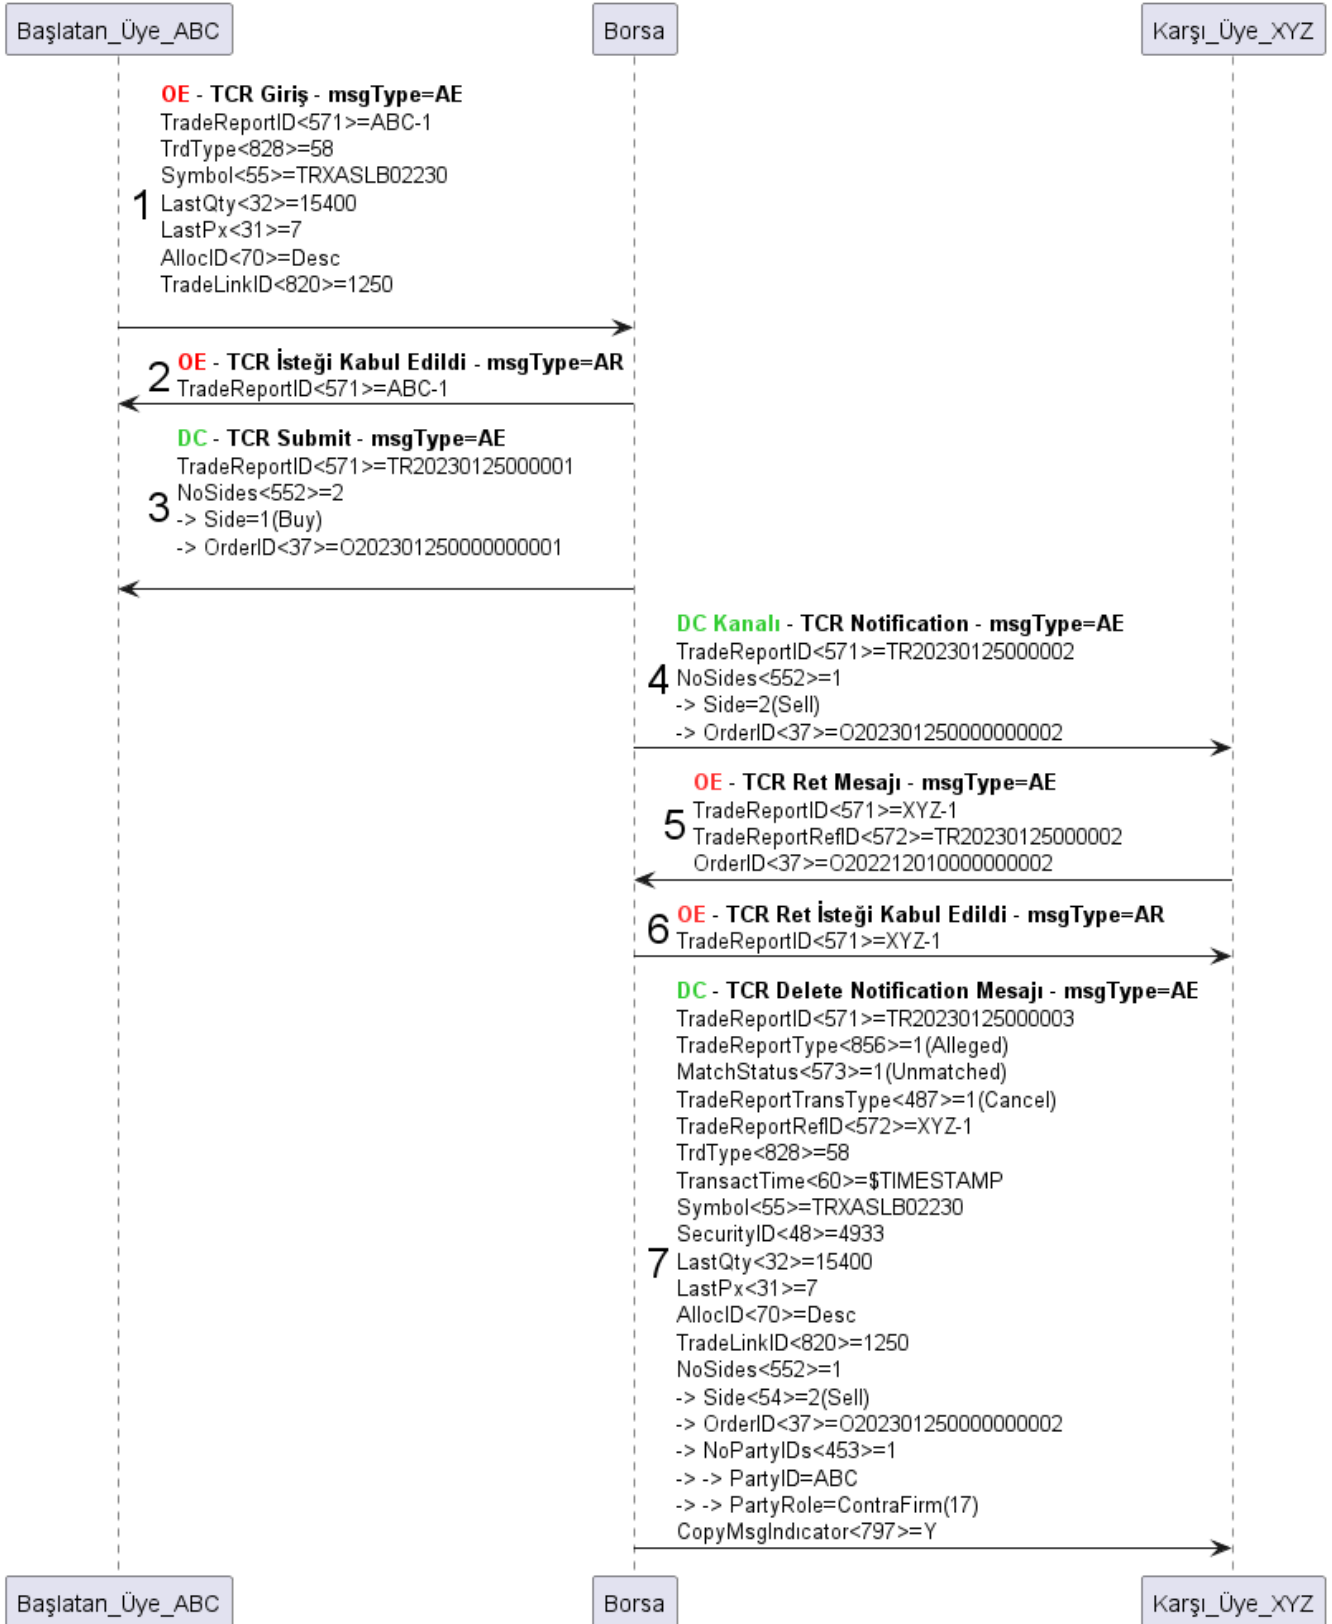 Başlatan_Üye_ABC
Borsa
Karşı_Üye_XYZ
OE - TCR Giriş - msgType=AE
TradeReportID<571>=ABC-1
TrdType<828>=58
Symbol<55>=TRXASLB02230
1 LastQty<32>=15400
LastPx<31>=7
AllocID<70>=Desc
TradeLinkID<820>=1250
2 OE - TCR İsteği Kabul Edildi - msgType=AR
TradeReportID<571>=ABC-1
DC - TCR Submit - msgType=AE
TradeReportID<571>=TR20230125000001
3 NoSides<552>=2
-> Side=1(Buy)
-> OrderID<37>=O202301250000000001
DC Kanalı - TCR Notification - msgType=AE
TradeReportID<571>=TR20230125000002
4 NoSides<552>=1
-> Side=2(Sell)
-> OrderID<37>=O202301250000000002
OE - TCR Ret Mesajı - msgType=AE
5 TradeReportID<571>=XYZ-1
TradeReportRefID<572>=TR20230125000002
OrderID<37>=O202212010000000002
6 OE - TCR Ret İsteği Kabul Edildi - msgType=AR
TradeReportID<571>=XYZ-1
DC - TCR Delete Notification Mesajı - msgType=AE
TradeReportID<571>=TR20230125000003
TradeReportType<856>=1(Alleged)
MatchStatus<573>=1(Unmatched)
TradeReportTransType<487>=1(Cancel)
TradeReportRefID<572>=XYZ-1
TrdType<828>=58
TransactTime<60>=$TIMESTAMP
Symbol<55>=TRXASLB02230
SecurityID<48>=4933
7 LastQty<32>=15400
LastPx<31>=7
AllocID<70>=Desc
TradeLinkID<820>=1250
NoSides<552>=1
-> Side<54>=2(Sell)
-> OrderID<37>=O202301250000000002
-> NoPartyIDs<453>=1
-> -> PartyID=ABC
-> -> PartyRole=ContraFirm(17)
CopyMsgIndicator<797>=Y
Başlatan_Üye_ABC
Borsa
Karşı_Üye_XYZ